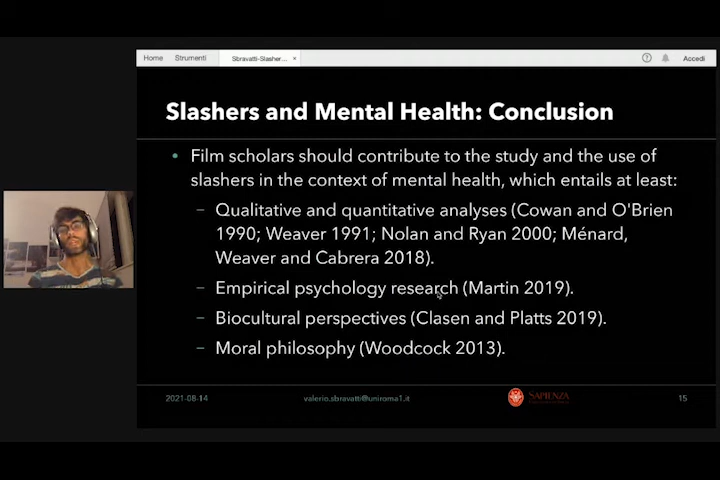 Home Strumenti Sbravatti-Slasher... × Accedi
Slashers and Mental Health: Conclusion
• Film scholars should contribute to the study and the use of
slashers in the context of mental health, which entails at least:
– Qualitative and quantitative analyses (Cowan and O'Brien
1990; Weaver 1991; Nolan and Ryan 2000; Ménard,
Weaver and Cabrera 2018).
– Empirical psychology research (Martin 2019).
– Biocultural perspectives (Clasen and Platts 2019).
– Moral philosophy (Woodcock 2013).
2021-08-14 valerio.sbravatti@uniroma1.it SAPIENZA 15